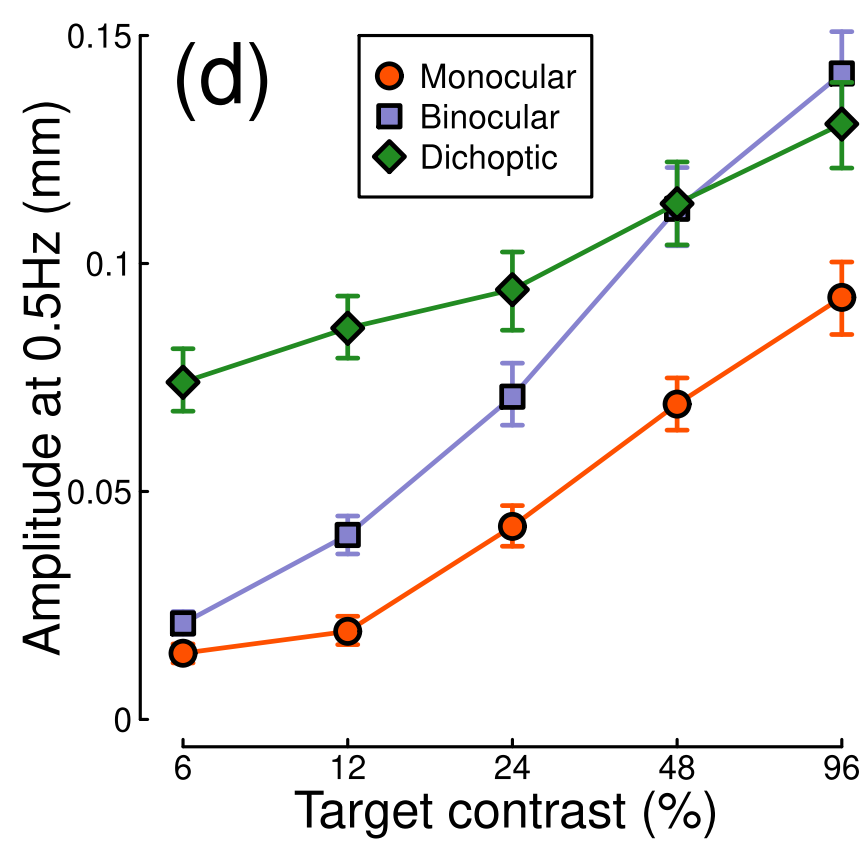 (d)
Monocular
Binocular
Dichoptic
Amplitude at 0.5Hz (mm)
0.15
0.1
0.05
0
6 12 24 48 96
Target contrast (%)